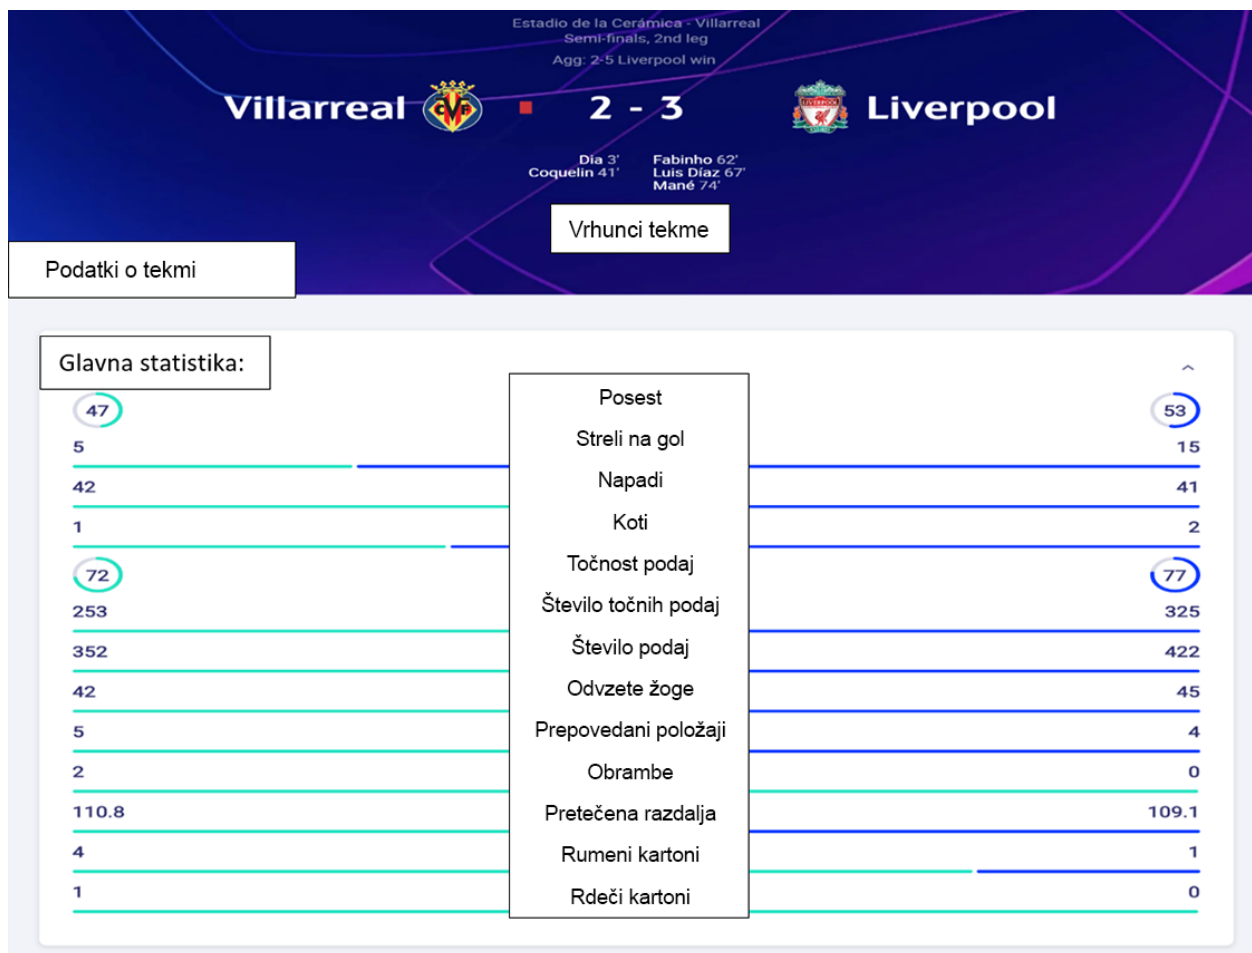 Estadio de la Cerámica - Villarreal
Semi-finals, 2nd leg
Agg: 2-5 Liverpool win
Villarreal 2 - 3 Liverpool
Dia 3' Fabinho 62'
Coquelin 41' Luis Díaz 67'
Mané 74'
Vrhunci tekme
Podatki o tekmi
Glavna statistika:
47 Posest 53
5 Streli na gol 15
42 Napadi 41
1 Koti 2
72 Točnost podaj 77
253 Število točnih podaj 325
352 Število podaj 422
42 Odvzete žoge 45
5 Prepovedani položaji 4
2 Obrambe 0
110.8 Pretečena razdalja 109.1
4 Rumeni kartoni 1
1 Rdeči kartoni 0